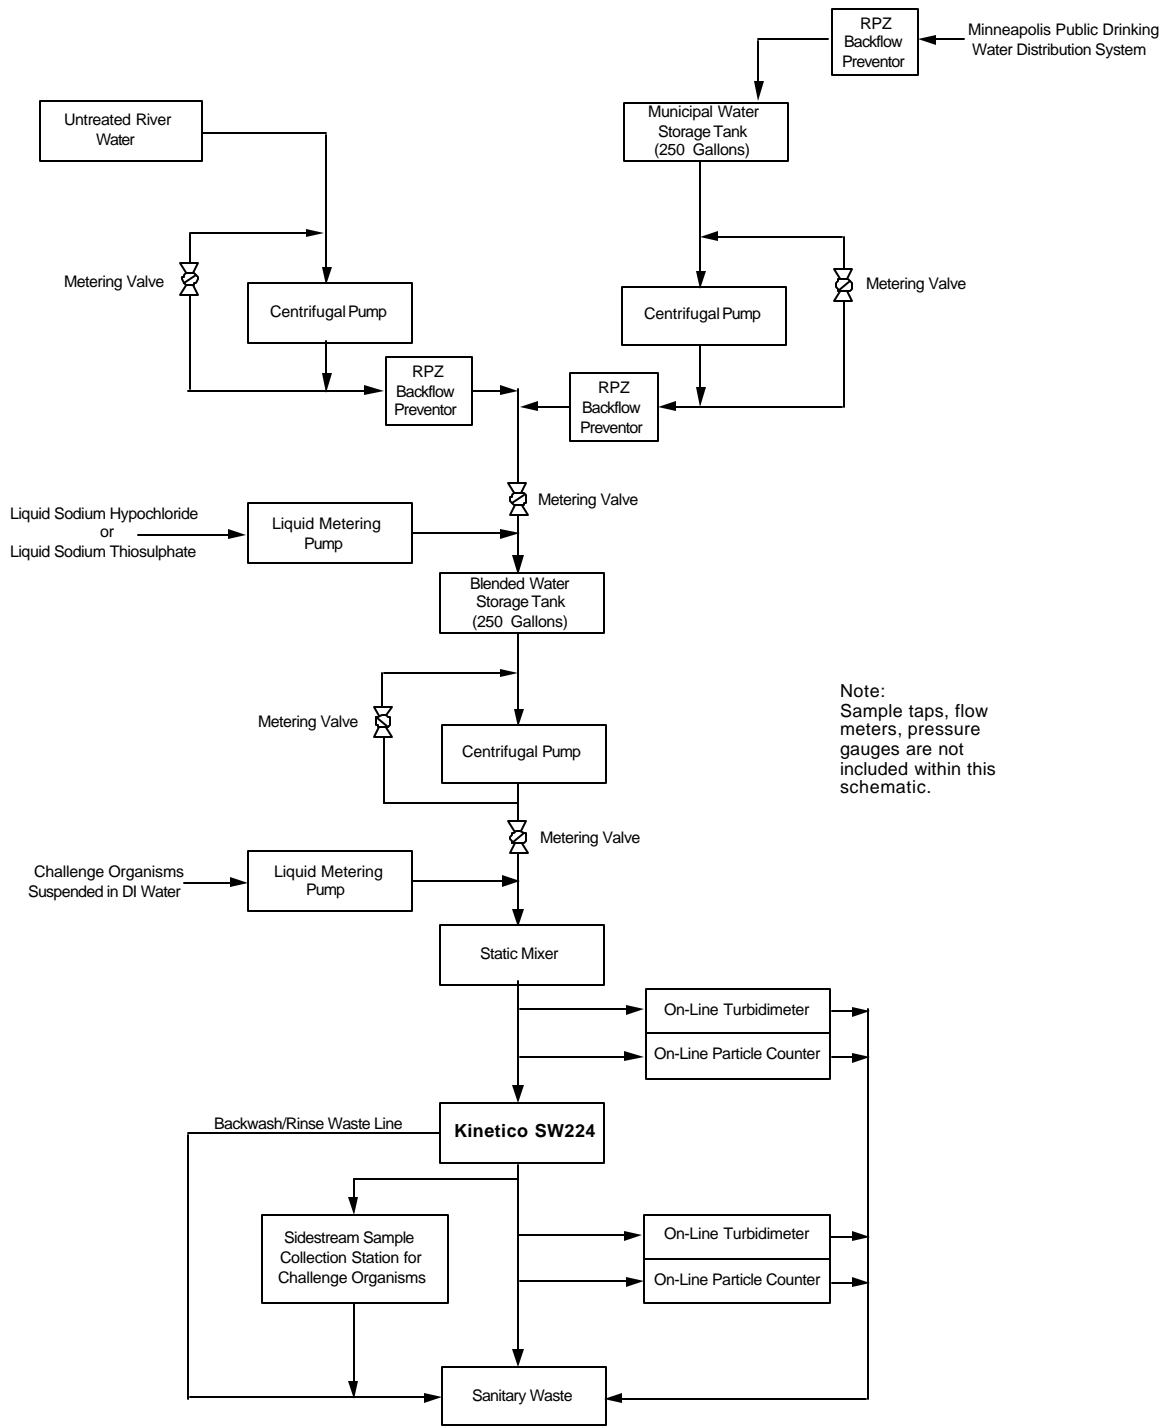 RPZ
Backflow
Preventor
Minneapolis Public Drinking
Water Distribution System
Untreated River
Water
Municipal Water
Storage Tank
(250 Gallons)
Metering Valve
Centrifugal Pump
Centrifugal Pump
Metering Valve
RPZ
Backflow
Preventor
RPZ
Backflow
Preventor
Metering Valve
Liquid Sodium Hypochloride
or
Liquid Sodium Thiosulphate
Liquid Metering
Pump
Blended Water
Storage Tank
(250 Gallons)
Metering Valve
Centrifugal Pump
Note:
Sample taps, flow
meters, pressure
gauges are not
included within this
schematic.
Metering Valve
Challenge Organisms
Suspended in DI Water
Liquid Metering
Pump
Static Mixer
On-Line Turbidimeter
On-Line Particle Counter
Backwash/Rinse Waste Line
Kinetico SW224
Sidestream Sample
Collection Station for
Challenge Organisms
On-Line Turbidimeter
On-Line Particle Counter
Sanitary Waste